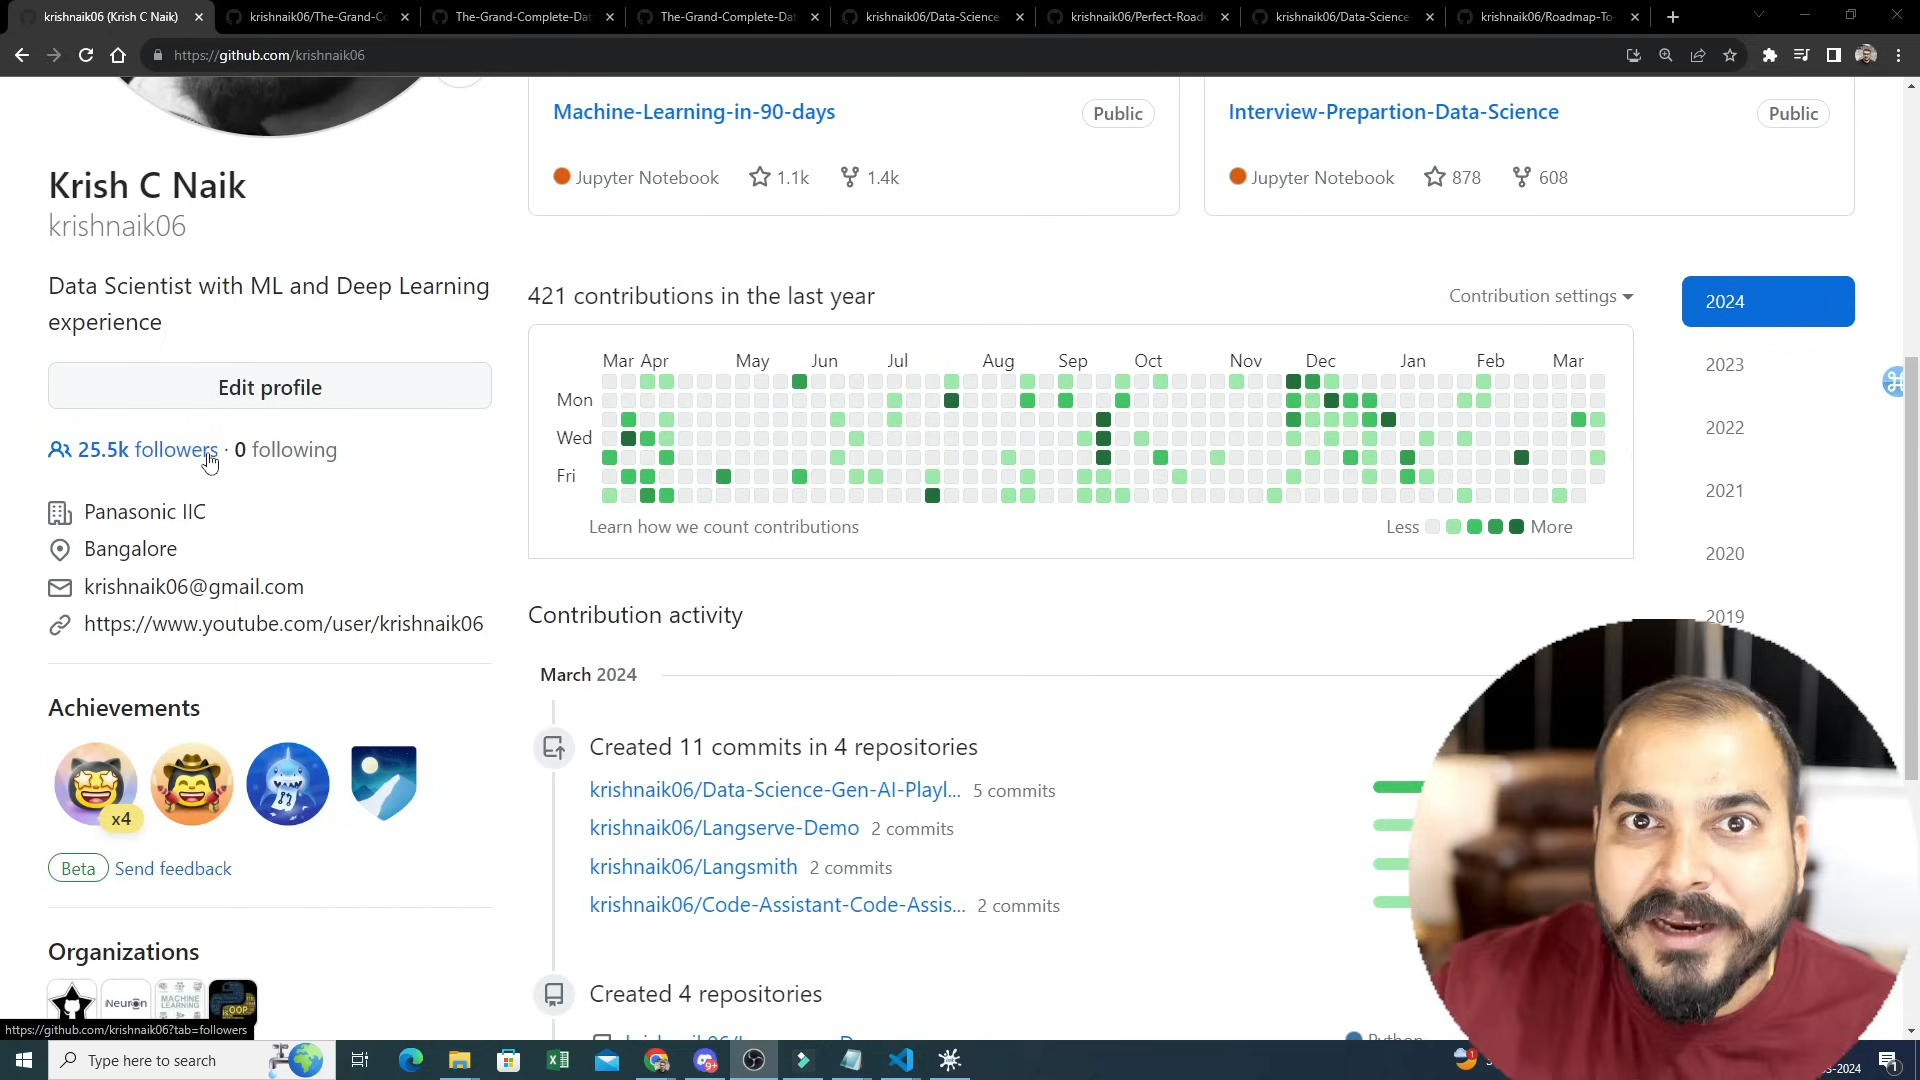 krishnaik06 (Krish C Naik)
krishnaik06/The-Grand-Co
The-Grand-Complete-Dat
The-Grand-Complete-Dat
krishnaik06/Data-Science
krishnaik06/Perfect-Road
krishnaik06/Data-Science-
krishnaik06/Roadmap-To-
https://github.com/krishnaik06
Machine-Learning-in-90-days
Public
Jupyter Notebook
1.1k
1.4k
Interview-Prepartion-Data-Science
Public
Jupyter Notebook
878
608
Krish C Naik
krishnaik06
Data Scientist with ML and Deep Learning
experience
Edit profile
25.5k followers · 0 following
Panasonic IIC
Bangalore
krishnaik06@gmail.com
https://www.youtube.com/user/krishnaik06
Achievements
x4
Beta Send feedback
Organizations
iNeuron
MACHINE
LEARNING
OOP
421 contributions in the last year
Contribution settings
Mar Apr May Jun Jul Aug Sep Oct Nov Dec Jan Feb Mar
Mon
Wed
Fri
Learn how we count contributions
Less
More
2024
2023
2022
2021
2020
2019
Contribution activity
March 2024
Created 11 commits in 4 repositories
krishnaik06/Data-Science-Gen-AI-Playl... 5 commits
krishnaik06/Langserve-Demo 2 commits
krishnaik06/Langsmith 2 commits
krishnaik06/Code-Assistant-Code-Assis... 2 commits
Created 4 repositories
https://github.com/krishnaik06?tab=followers
Type here to search
9+
1
-2024
1